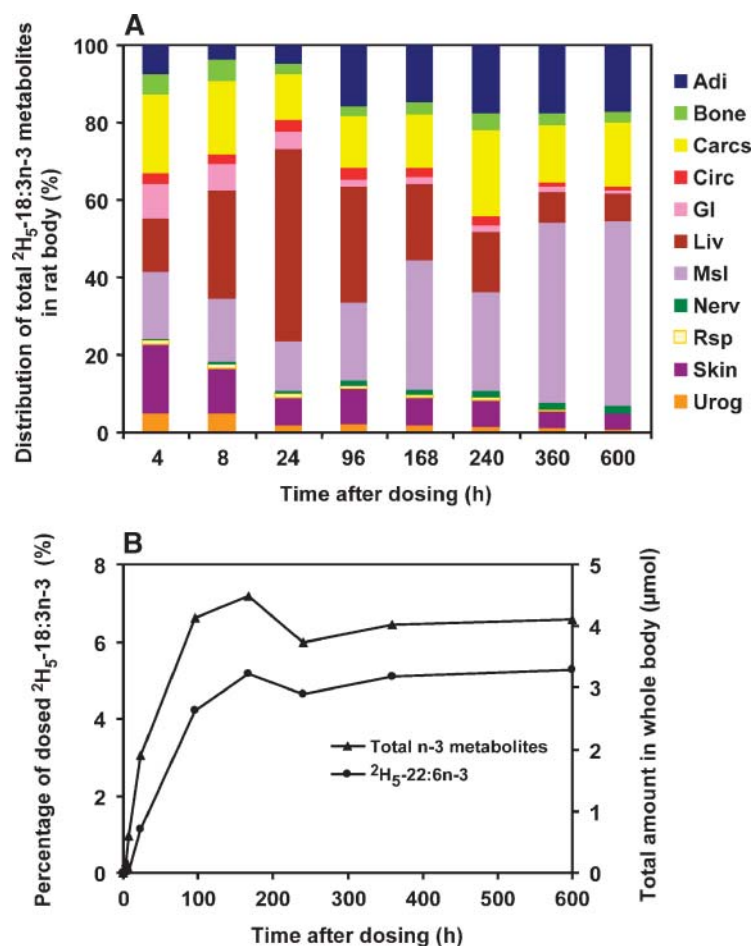 A
Distribution of total ²H₅-18:3n-3 metabolites
in rat body (%)
100
80
60
40
20
0
4 8 24 96 168 240 360 600
Time after dosing (h)
Adi
Bone
Carcs
Circ
GI
Liv
Msl
Nerv
Rsp
Skin
Urog
B
Percentage of dosed ²H₅-18:3n-3 (%)
8
6
4
2
0
Total n-3 metabolites
²H₅-22:6n-3
5
4
3
2
1
0
Total amount in whole body (μmol)
0 100 200 300 400 500 600
Time after dosing (h)